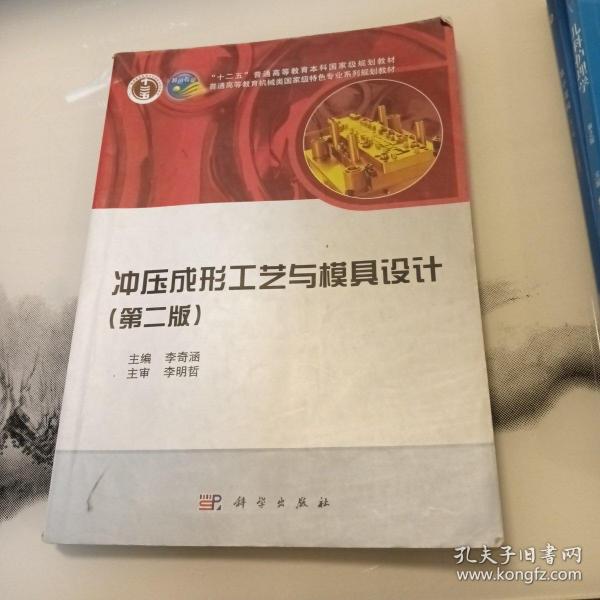 "十二五"普通高等教育本科国家级规划教材
普通高等教育机械类国家级特色专业系列规划教材
十二五
冲压成形工艺与模具设计
(第二版)
主编 李奇涵
主审 李明哲
科学出版社
孔夫子旧书网
www.kongfz.com